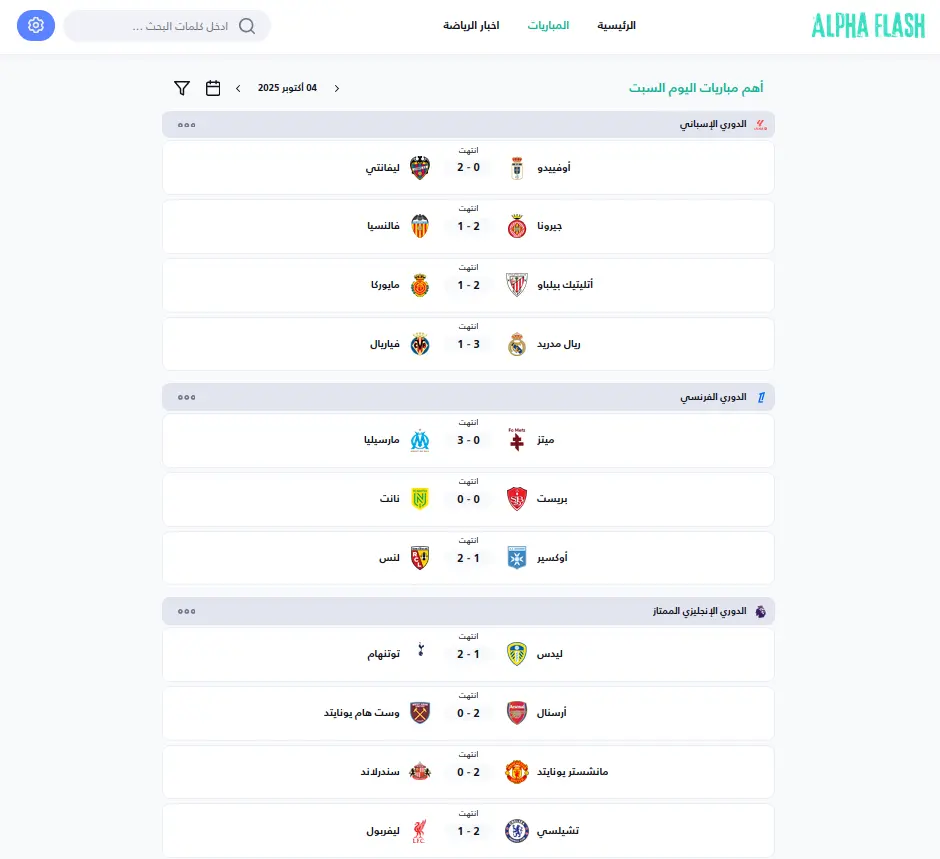 ALPHA FLASH
الرئيسية
المباريات
اخبار الرياضة
ادخل كلمات البحث ...
أهم مباريات اليوم السبت
04 أكتوبر 2025
الدوري الإسباني
انتهت
أوفييدو 0 - 2 ليفانتي
انتهت
جيرونا 2 - 1 فالنسيا
انتهت
أتليتيك بيلباو 2 - 1 مايوركا
انتهت
ريال مدريد 3 - 1 فياريال
الدوري الفرنسي
انتهت
ميتز 0 - 3 مارسيليا
انتهت
بريست 0 - 0 نانت
انتهت
أوكسير 1 - 2 لنس
الدوري الإنجليزي الممتاز
انتهت
ليدس 1 - 2 توتنهام
انتهت
أرسنال 2 - 0 وست هام يونايتد
انتهت
مانشستر يونايتد 2 - 0 سندرلاند
انتهت
تشيلسي 2 - 1 ليفربول